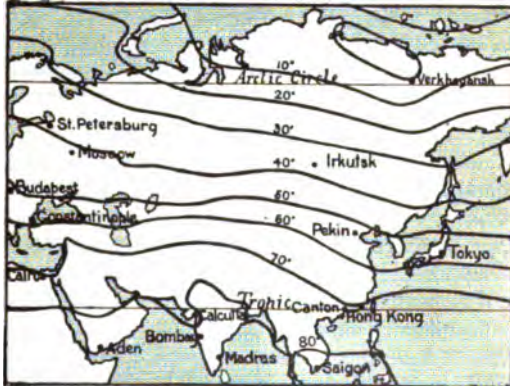 10°
Arctic Circle
Verkhoyansk
20°
St. Petersburg
30°
Moscow
40°
Irkutsk
Budapest
50°
Constantinople
60°
Pekin
Tokyo
70°
Cairo
Tropic
Canton
Hong Kong
Calcutta
Bombay
80°
Aden
Madras
Saigon